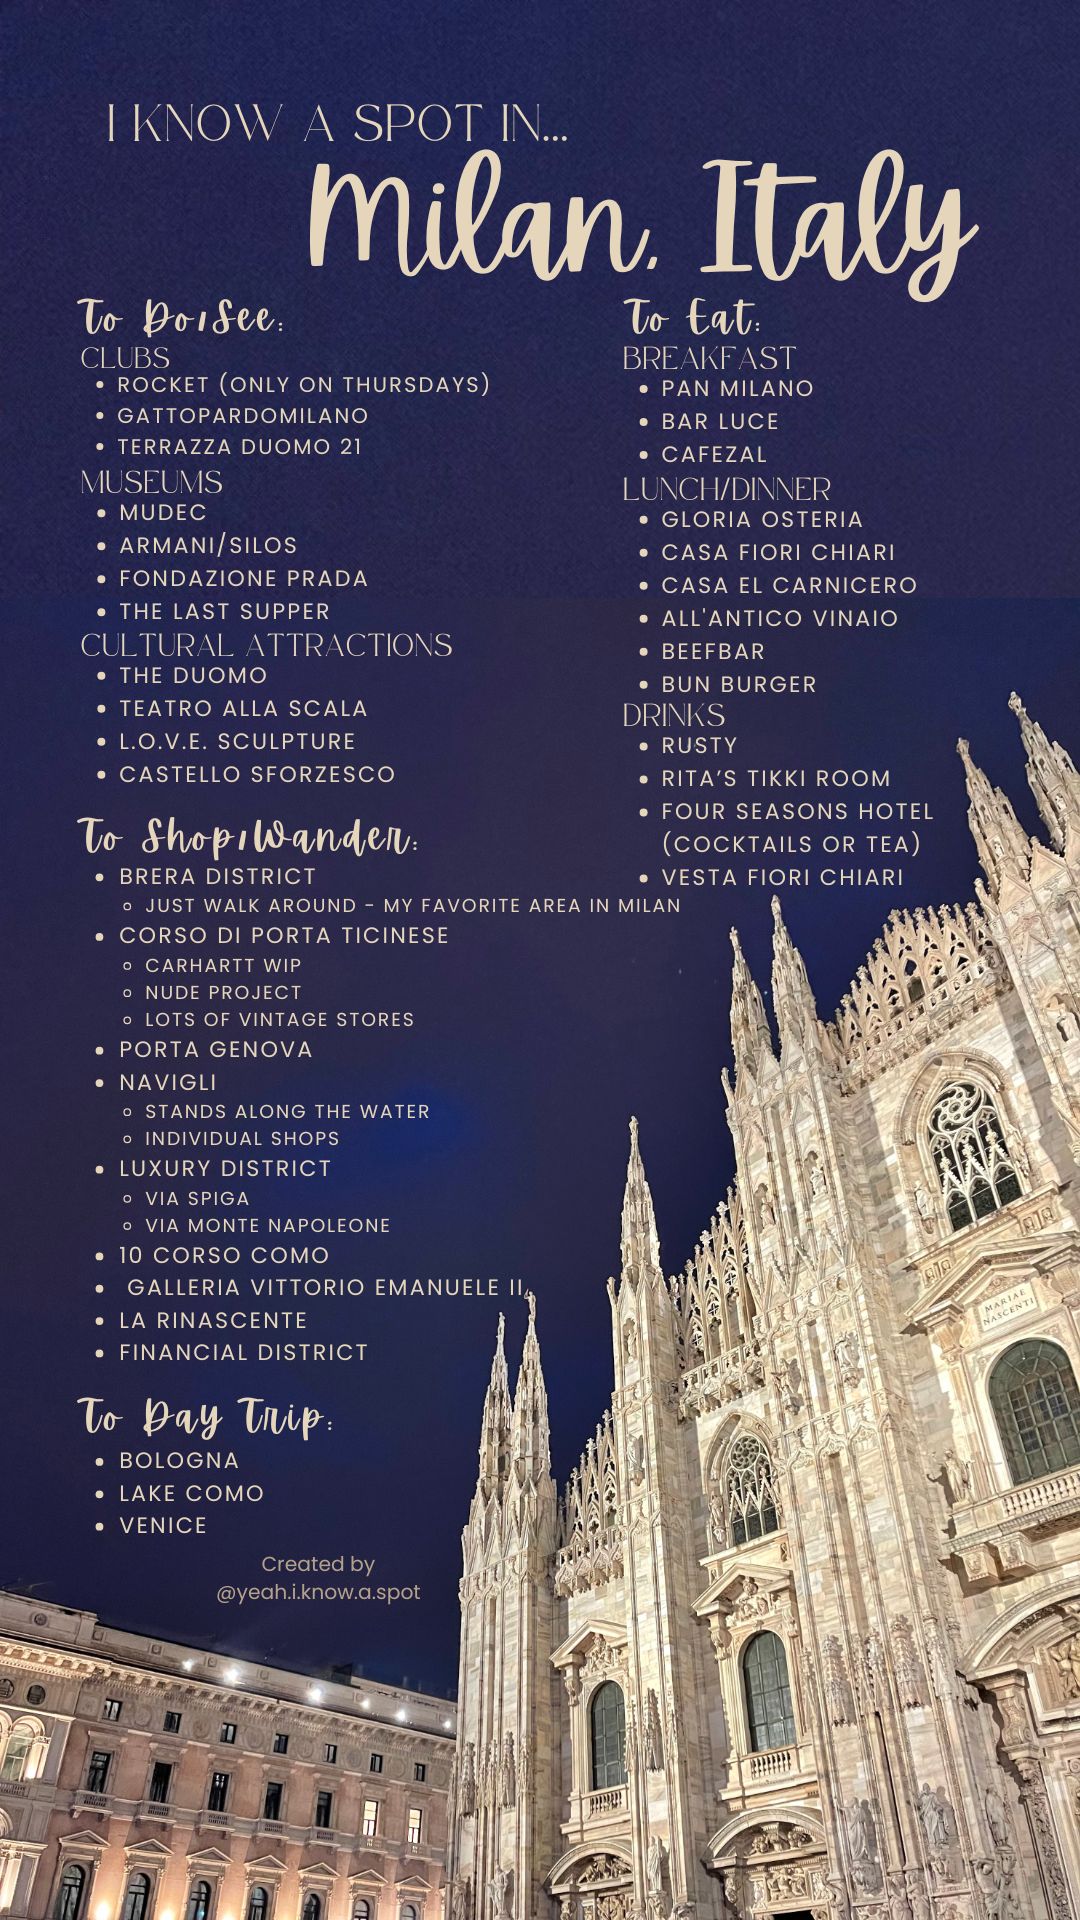 I KNOW A SPOT IN...
Milan, Italy
To Do/See:
CLUBS
ROCKET (ONLY ON THURSDAYS)
GATTOPARDOMILANO
TERRAZZA DUOMO 21
MUSEUMS
MUDEC
ARMANI/SILOS
FONDAZIONE PRADA
THE LAST SUPPER
CULTURAL ATTRACTIONS
THE DUOMO
TEATRO ALLA SCALA
L.O.V.E. SCULPTURE
CASTELLO SFORZESCO
To Shop/Wander:
BRERA DISTRICT
JUST WALK AROUND - MY FAVORITE AREA IN MILAN
CORSO DI PORTA TICINESE
CARHARTT WIP
NUDE PROJECT
LOTS OF VINTAGE STORES
PORTA GENOVA
NAVIGLI
STANDS ALONG THE WATER
INDIVIDUAL SHOPS
LUXURY DISTRICT
VIA SPIGA
VIA MONTE NAPOLEONE
10 CORSO COMO
GALLERIA VITTORIO EMANUELE II,
LA RINASCENTE
FINANCIAL DISTRICT
To Day Trip:
BOLOGNA
LAKE COMO
VENICE
Created by
@yeah.i.know.a.spot
To Eat:
BREAKFAST
PAN MILANO
BAR LUCE
CAFEZAL
LUNCH/DINNER
GLORIA OSTERIA
CASA FIORI CHIARI
CASA EL CARNICERO
ALL'ANTICO VINAIO
BEEFBAR
BUN BURGER
DRINKS
RUSTY
RITA’S TIKKI ROOM
FOUR SEASONS HOTEL
(COCKTAILS OR TEA)
VESTA FIORI CHIARI
MARIAE
NASCENTI